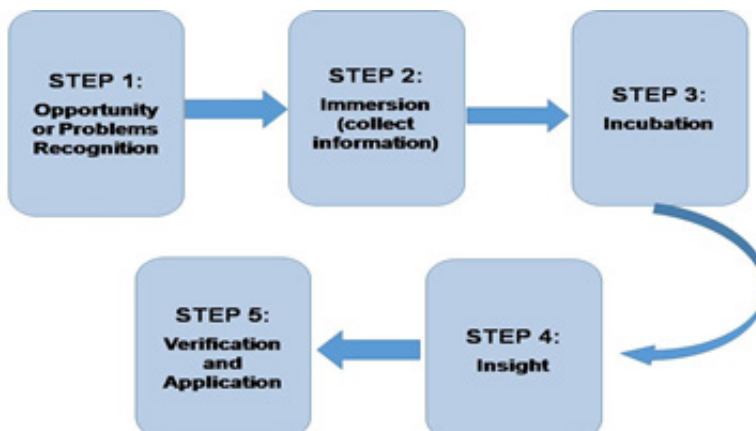 STEP 1:
Opportunity
or Problems
Recognition
STEP 2:
Immersion
(collect
information)
STEP 3:
Incubation
STEP 4:
Insight
STEP 5:
Verification
and
Application